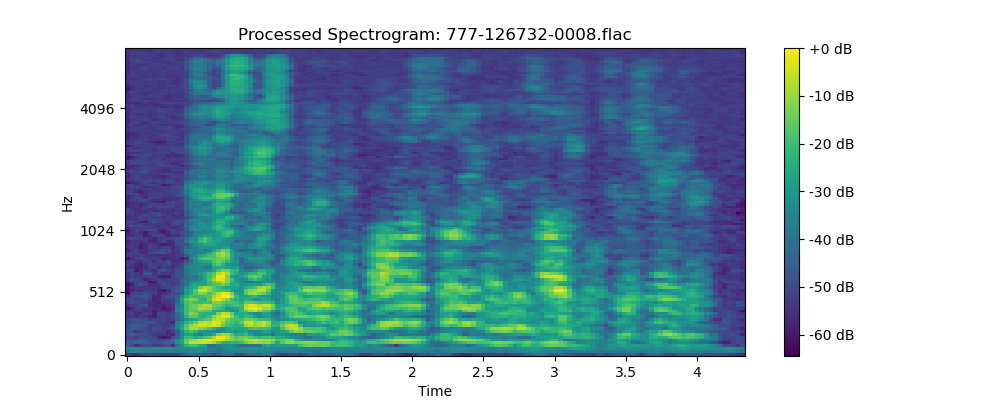 Processed Spectrogram: 777-126732-0008.flac
Hz
4096
2048
1024
512
0
0 0.5 1 1.5 2 2.5 3 3.5 4
Time
+0 dB
-10 dB
-20 dB
-30 dB
-40 dB
-50 dB
-60 dB